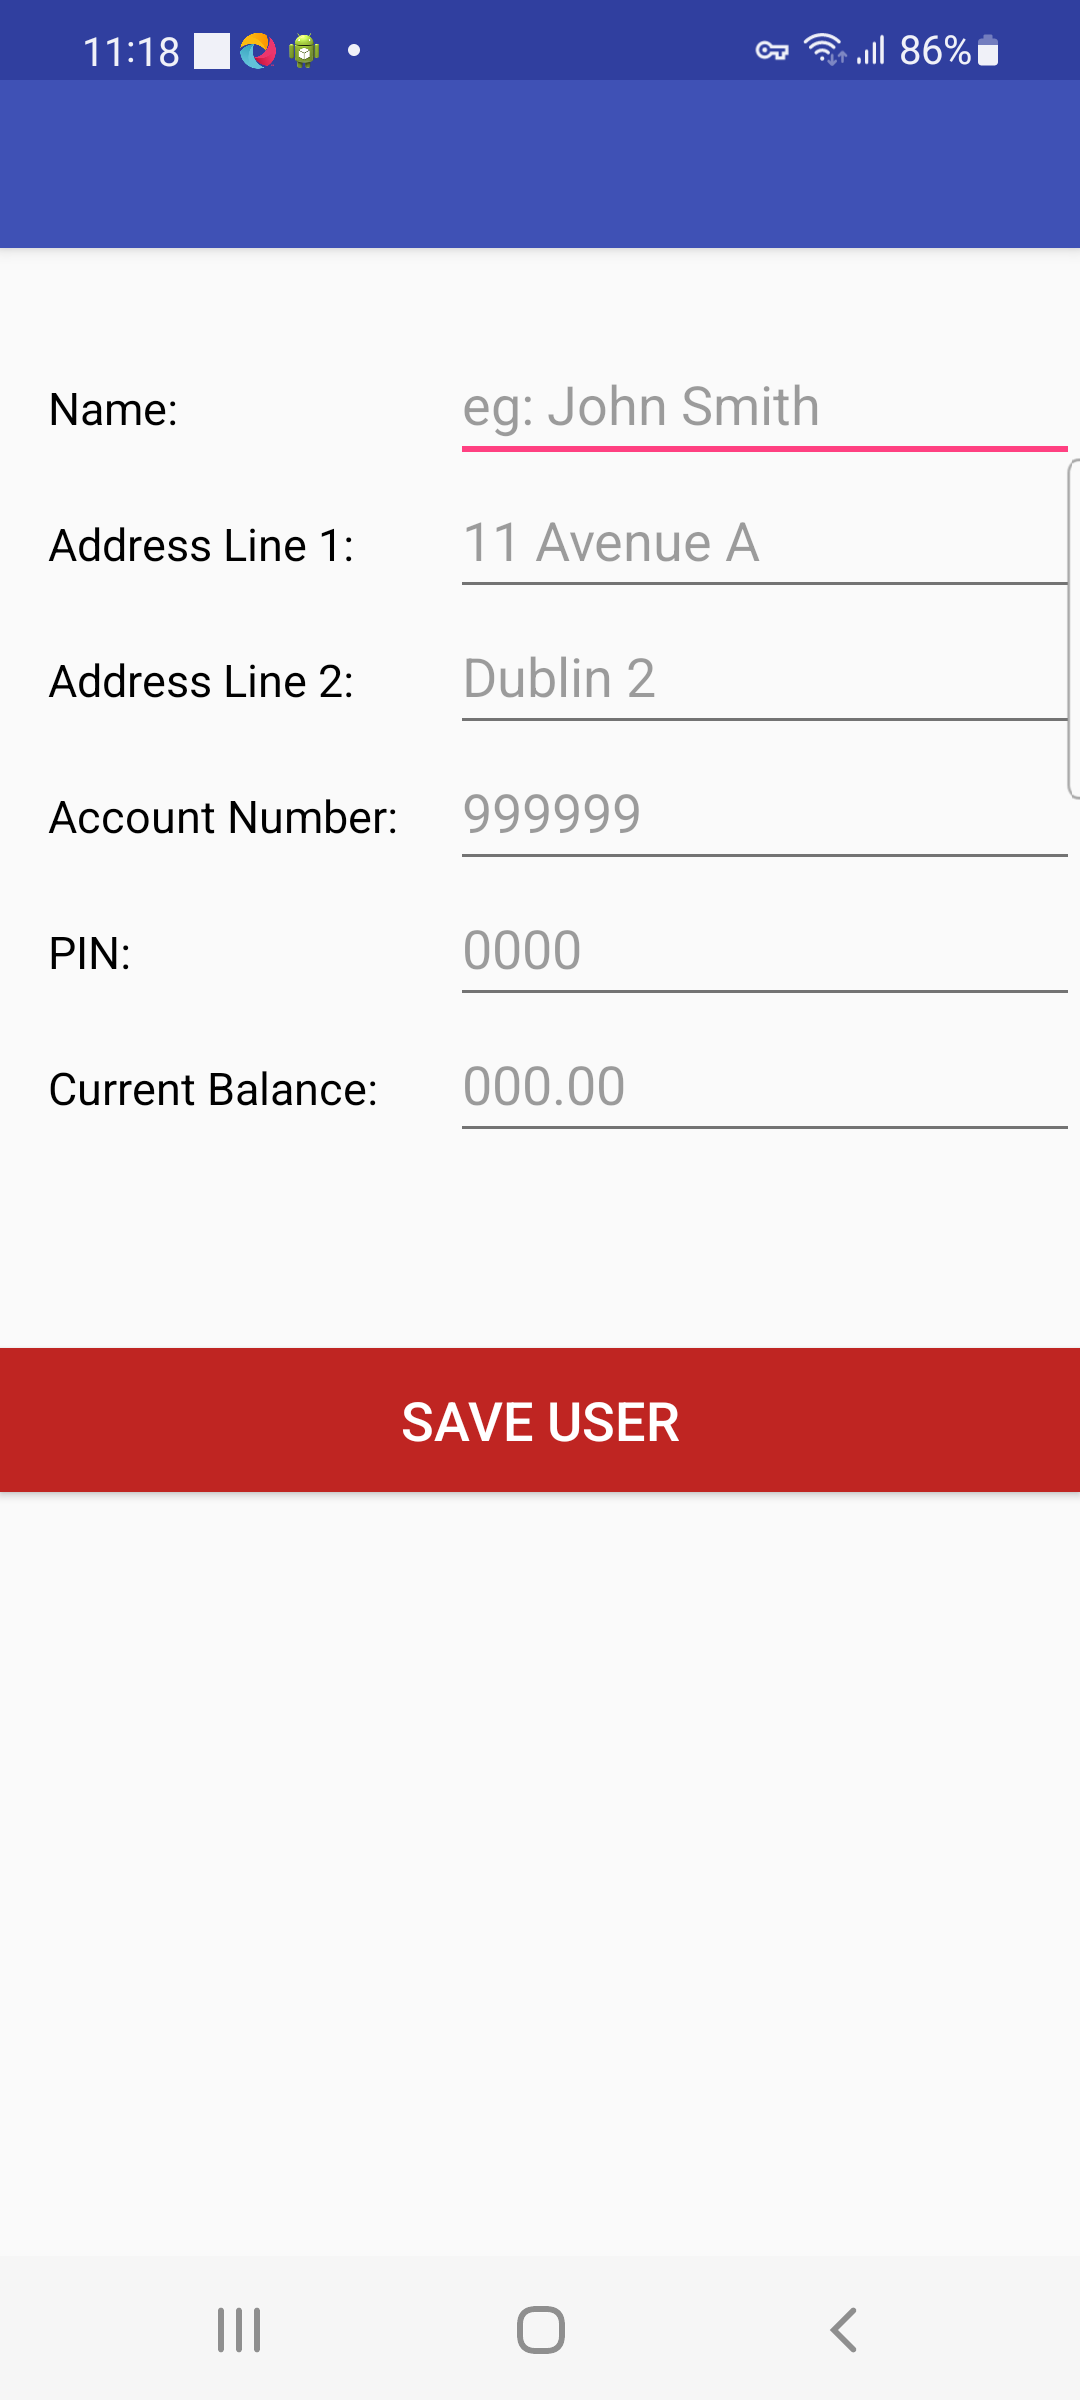 11:18 86%
Name: eg: John Smith
Address Line 1: 11 Avenue A
Address Line 2: Dublin 2
Account Number: 999999
PIN: 0000
Current Balance: 000.00
SAVE USER